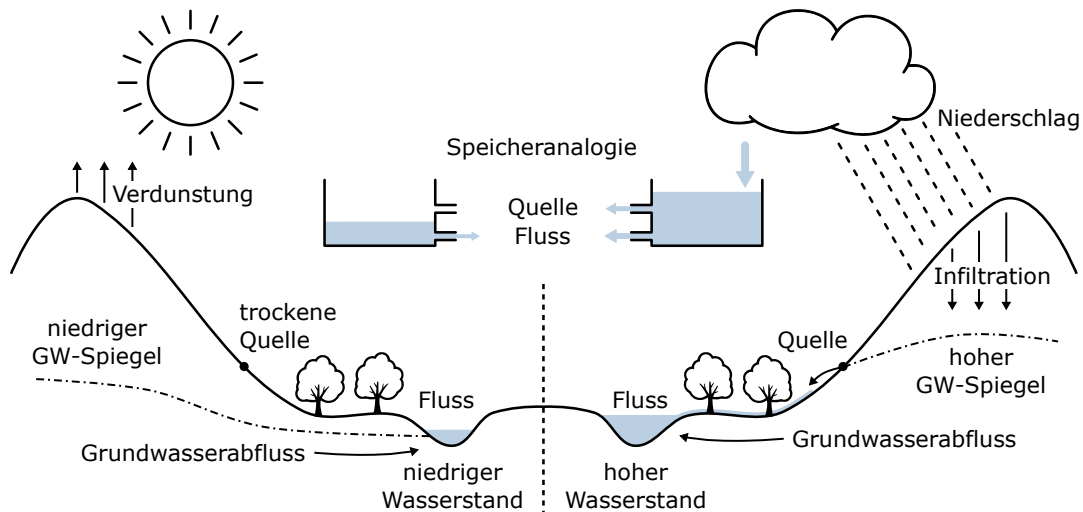 Niederschlag
Speicheranalogie
Verdunstung
Quelle
Fluss
Infiltration
trockene
Quelle
niedriger
GW-Spiegel
Quelle
hoher
GW-Spiegel
Fluss
Fluss
Grundwasserabfluss
Grundwasserabfluss
niedriger
Wasserstand
hoher
Wasserstand